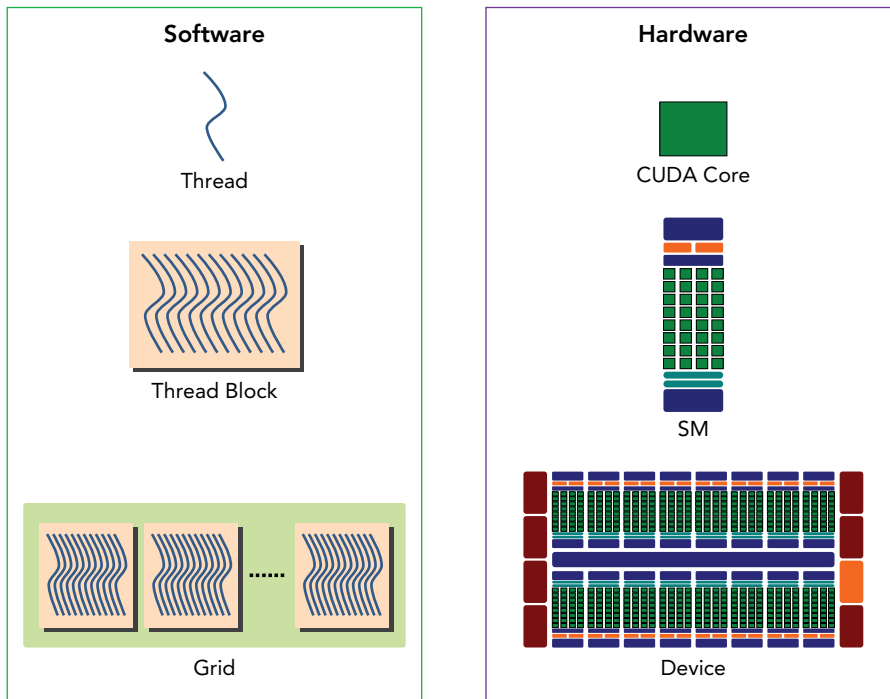 Software
Thread
Thread Block
......
Grid
Hardware
CUDA Core
SM
Device